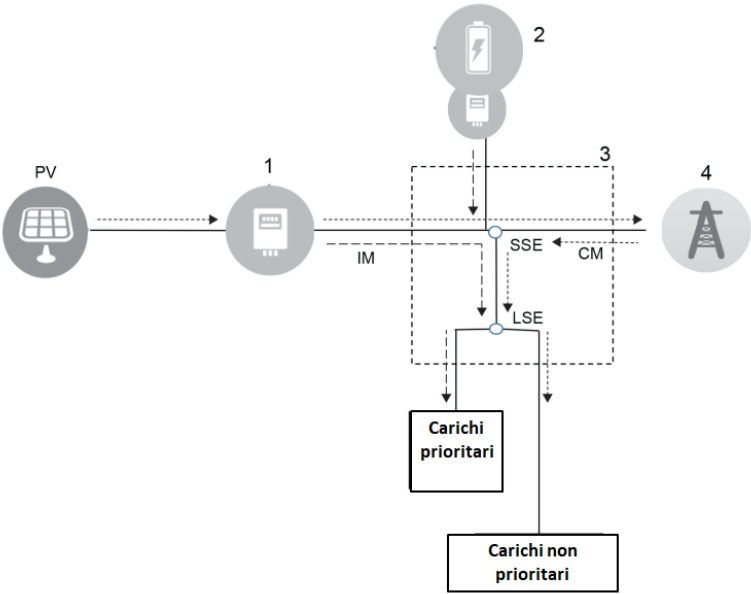 2
3
PV
1
4
SSE
IM
CM
LSE
Carichi
prioritari
Carichi non
prioritari